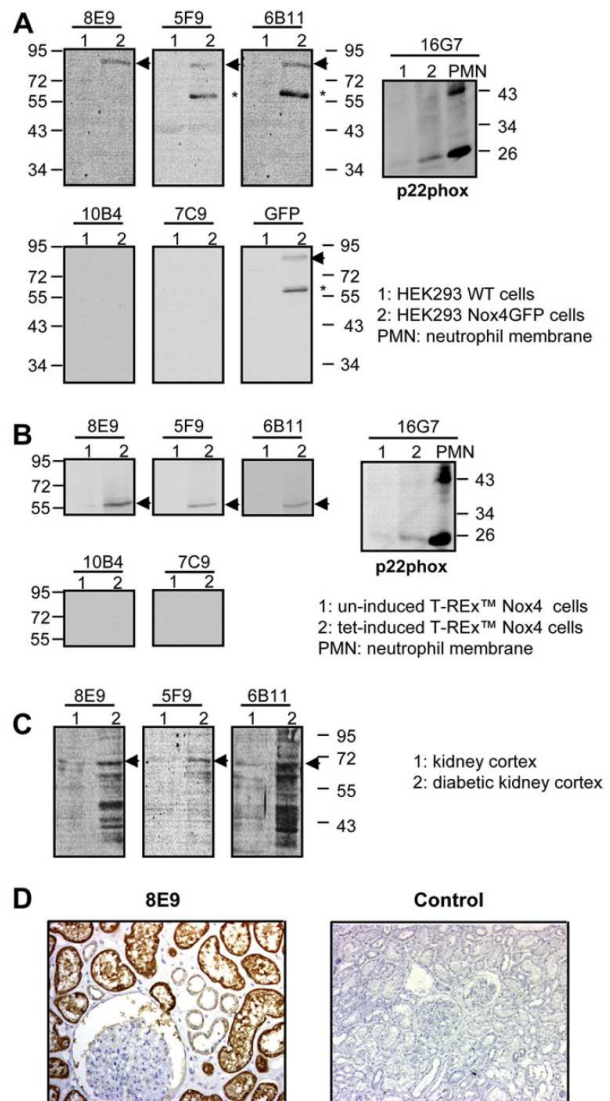 A
8E9 5F9 6B11
1 2 1 2 1 2
95 95
72 72
55 * * 55
43 43
34 34
16G7
1 2 PMN
43
34
26
p22phox
10B4 7C9 GFP
1 2 1 2 1 2
95 95
72 72
55 * 55
43 43
34 34
1: HEK293 WT cells
2: HEK293 Nox4GFP cells
PMN: neutrophil membrane
B
8E9 5F9 6B11
1 2 1 2 1 2
95
72
55
16G7
1 2 PMN
43
34
26
p22phox
10B4 7C9
1 2 1 2
95
72
55
1: un-induced T-REx™ Nox4 cells
2: tet-induced T-REx™ Nox4 cells
PMN: neutrophil membrane
C
8E9 5F9 6B11
1 2 1 2 1 2
95
72
55
43
1: kidney cortex
2: diabetic kidney cortex
D
8E9 Control